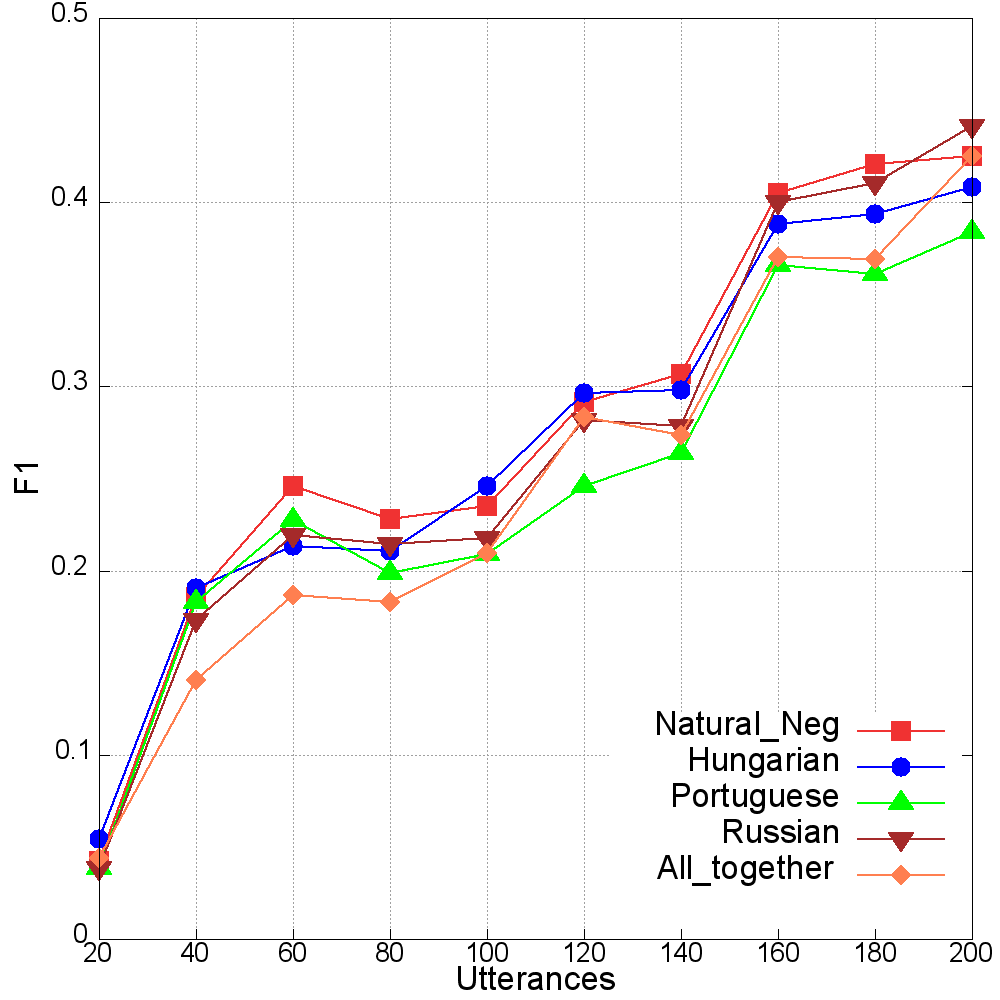 0.5
0.4
0.3
0.2
0.1
0
F1
Natural_Neg
Hungarian
Portuguese
Russian
All_together
20 40 60 80 100 120 140 160 180 200
Utterances